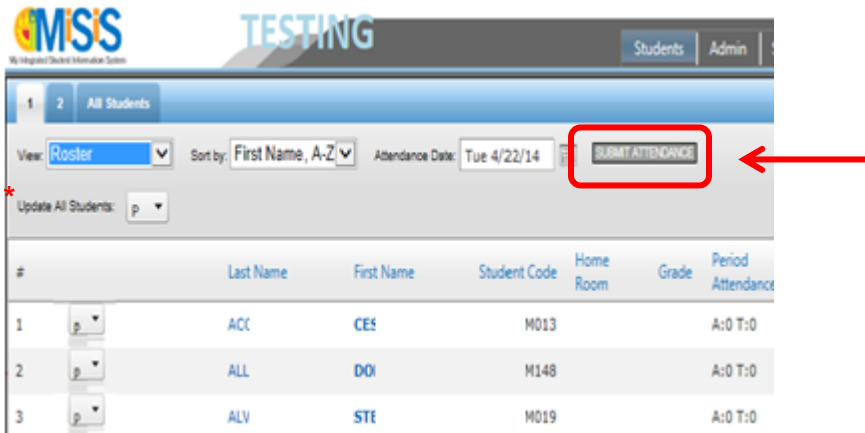 MiSiS
TESTING
My Integrated Student Information System
Students Admin
1 2 All Students
View: Roster Sort by: First Name, A-Z Attendance Date: Tue 4/22/14 SUBMIT ATTENDANCE
*
Update All Students: p
# Last Name First Name Student Code Home Room Grade Period Attendance
1 p ACC CES M013 A:0 T:0
2 p ALL DOI M148 A:0 T:0
3 p ALV STE M019 A:0 T:0